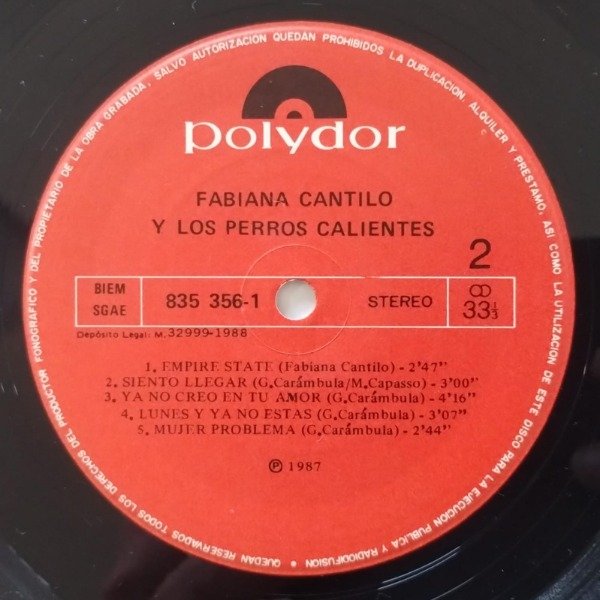 polydor
FABIANA CANTILO
Y LOS PERROS CALIENTES
2
BIEM
SGAE
835 356-1
STEREO
33⅓
Depósito Legal: M. 32999-1988
1. EMPIRE STATE (Fabiana Cantilo) - 2'47"
2. SIENTO LLEGAR (G. Carámbula/M. Capasso) - 3'00"
3. YA NO CREO EN TU AMOR (G. Carámbula) - 4'16"
4. LUNES Y YA NO ESTAS (G. Carámbula) - 3'07"
5. MUJER PROBLEMA (G. Carámbula) - 2'44"
℗ 1987
QUEDAN RESERVADOS TODOS LOS DERECHOS DEL PRODUCTOR FONOGRAFICO Y DEL PROPIETARIO DE LA OBRA GRABADA, SALVO AUTORIZACION QUEDAN PROHIBIDOS LA DUPLICACION, ALQUILER Y PRESTAMO, ASI COMO LA UTILIZACION DE ESTE DISCO PARA LA EJECUCION PUBLICA Y RADIODIFUSION